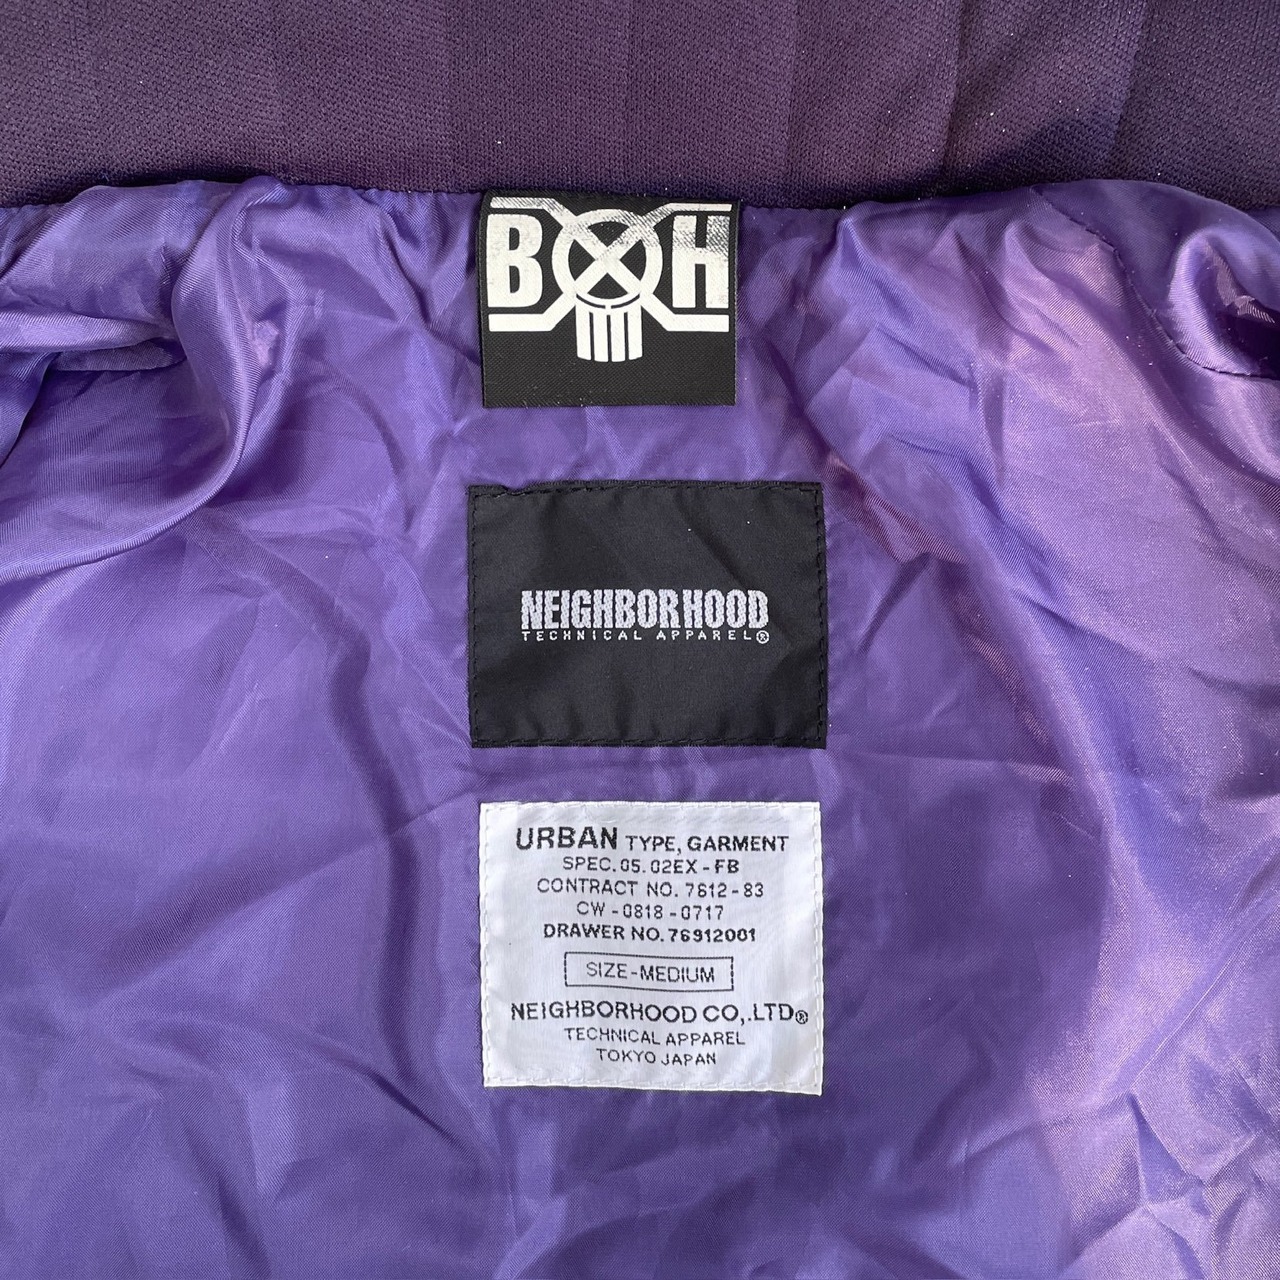 B H
NEIGHBORHOOD
TECHNICAL APPAREL®
URBAN TYPE, GARMENT
SPEC. 05. 02EX - FB
CONTRACT NO. 7612 - 83
CW - 0818 - 0717
DRAWER NO. 76912001
SIZE - MEDIUM
NEIGHBORHOOD CO,.LTD®
TECHNICAL APPAREL
TOKYO JAPAN